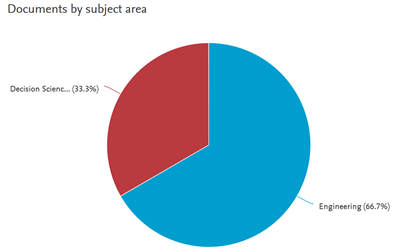 Documents by subject area
Decision Scienc... (33.3%)
Engineering (66.7%)